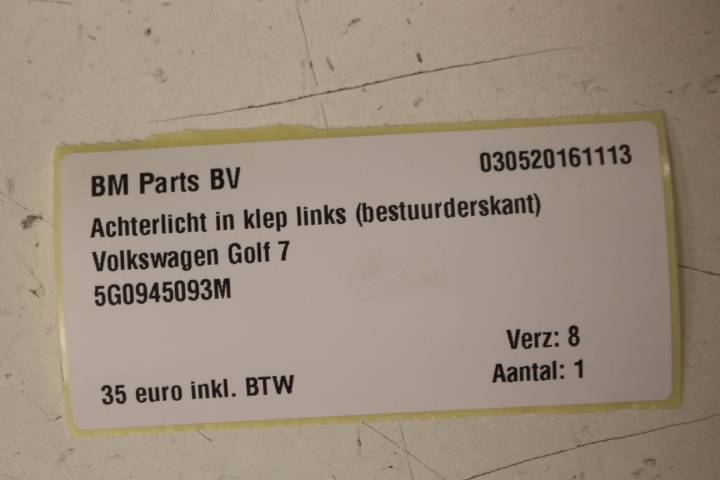 BM Parts BV
030520161113
Achterlicht in klep links (bestuurderskant)
Volkswagen Golf 7
5G0945093M
Verz: 8
Aantal: 1
35 euro inkl. BTW